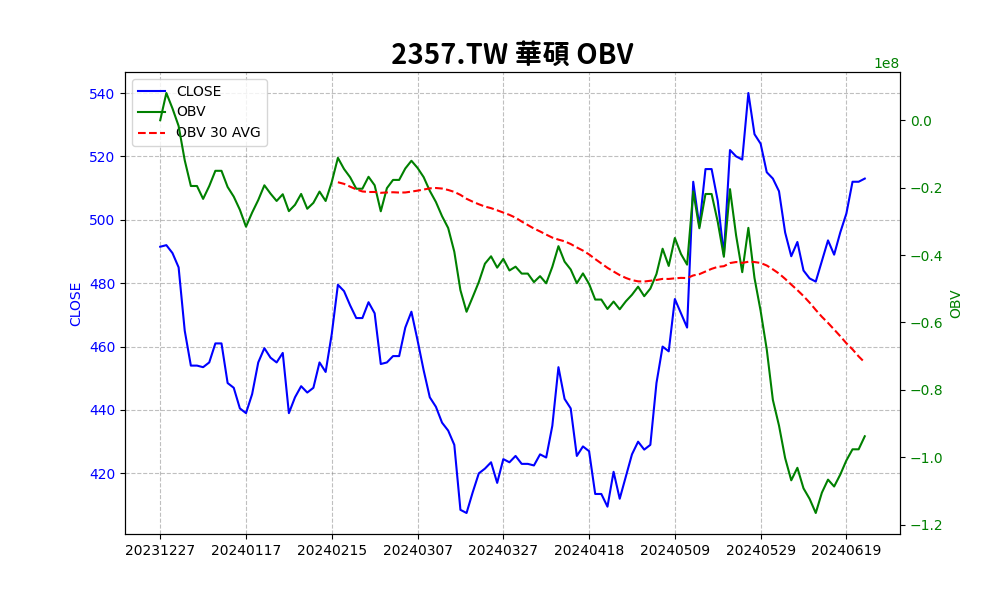 2357.TW 華碩 OBV
1e8
CLOSE
OBV
OBV 30 AVG
540
520
500
480
460
440
420
CLOSE
0.0
−0.2
−0.4
−0.6
−0.8
−1.0
−1.2
OBV
20231227 20240117 20240215 20240307 20240327 20240418 20240509 20240529 20240619